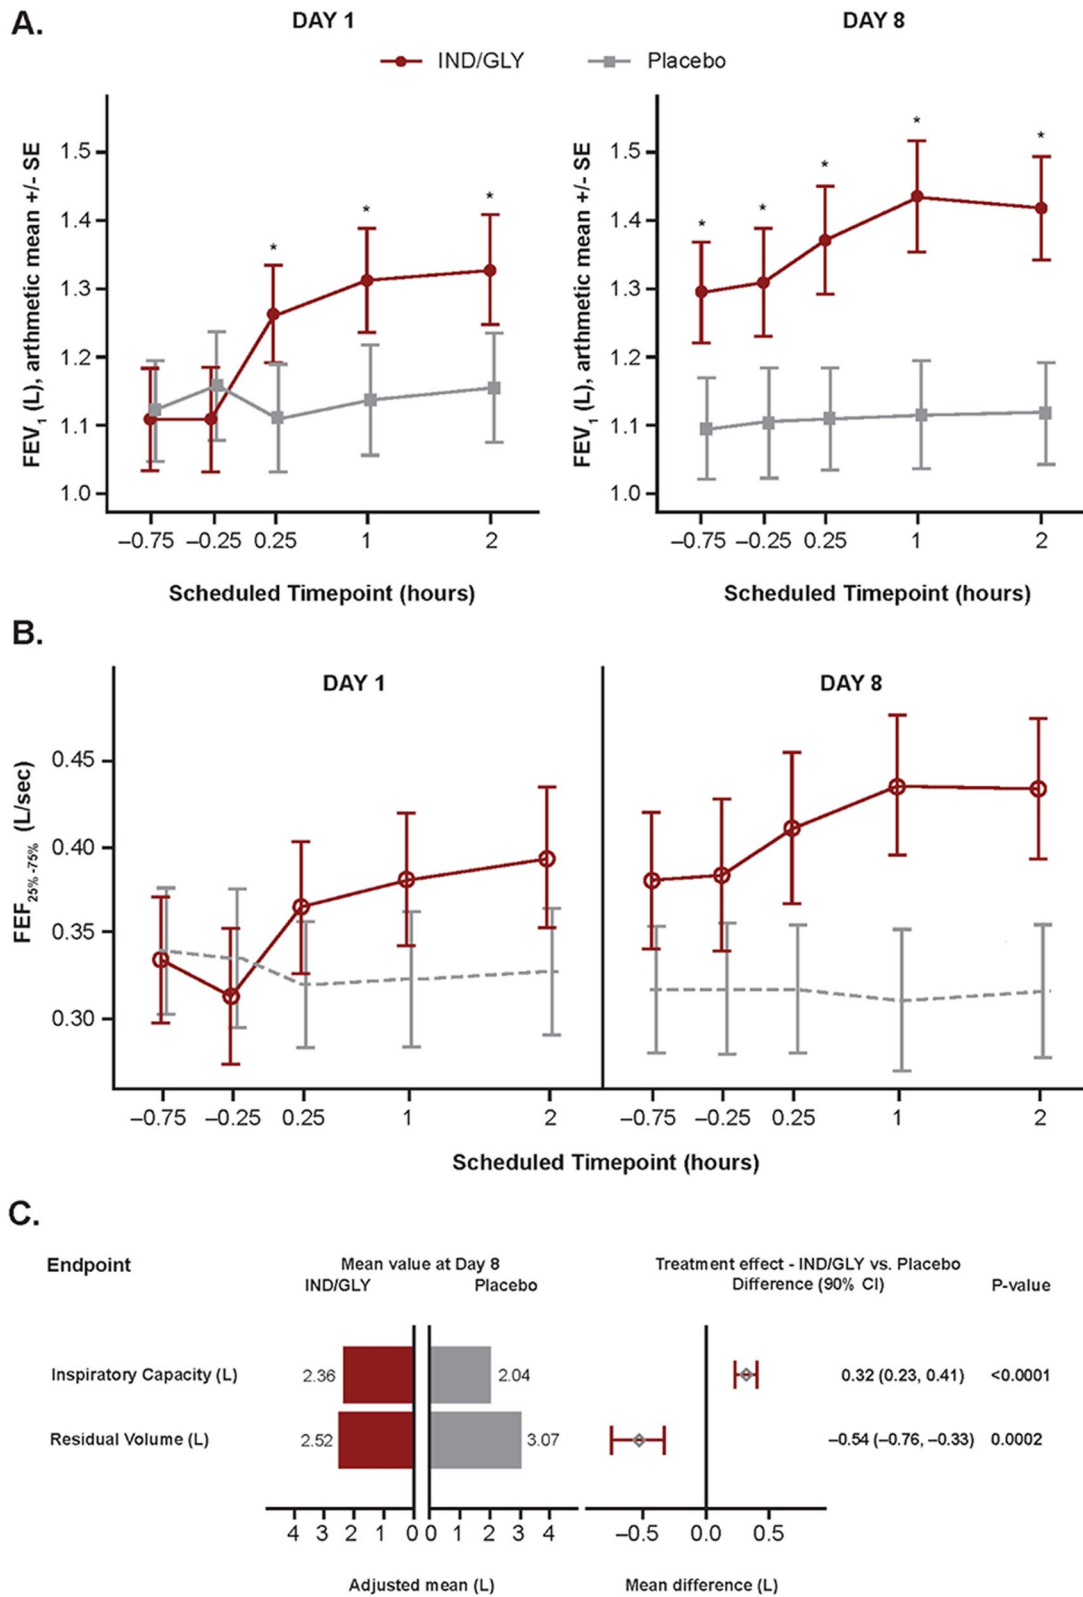 A.
DAY 1
DAY 8
IND/GLY
Placebo
FEV1 (L), arthmetic mean +/- SE
1.5
1.4
1.3
1.2
1.1
1.0
* * *
–0.75 –0.25 0.25 1 2
Scheduled Timepoint (hours)
FEV1 (L), arthmetic mean +/- SE
1.5
1.4
1.3
1.2
1.1
1.0
* * * * *
–0.75 –0.25 0.25 1 2
Scheduled Timepoint (hours)
B.
DAY 1
DAY 8
FEF25% -75% (L/sec)
0.45
0.40
0.35
0.30
–0.75 –0.25 0.25 1 2
–0.75 –0.25 0.25 1 2
Scheduled Timepoint (hours)
C.
Endpoint
Mean value at Day 8
IND/GLY Placebo
Treatment effect - IND/GLY vs. Placebo
Difference (90% CI)
P-value
Inspiratory Capacity (L) 2.36 2.04 0.32 (0.23, 0.41) <0.0001
Residual Volume (L) 2.52 3.07 –0.54 (–0.76, –0.33) 0.0002
4 3 2 1 0 0 1 2 3 4
–0.5 0.0 0.5
Adjusted mean (L)
Mean difference (L)